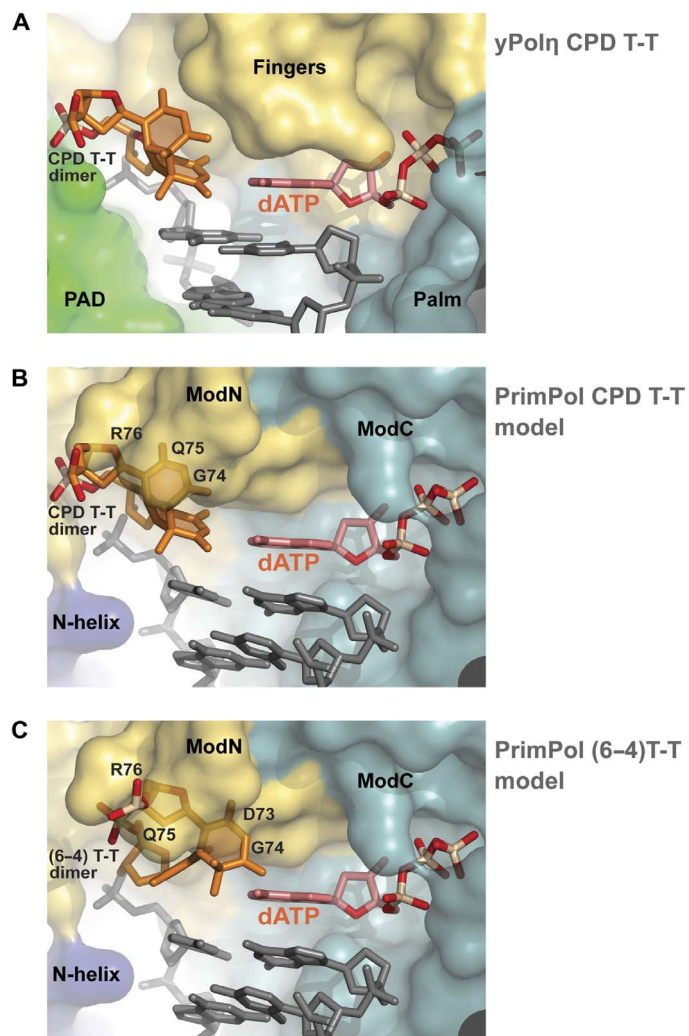 A
yPolη CPD T-T
Fingers
CPD T-T
dimer
dATP
PAD
Palm
B
PrimPol CPD T-T
model
ModN
ModC
R76
Q75
G74
CPD T-T
dimer
dATP
N-helix
C
PrimPol (6–4)T-T
model
ModN
ModC
R76
D73
Q75
G74
(6–4) T-T
dimer
dATP
N-helix